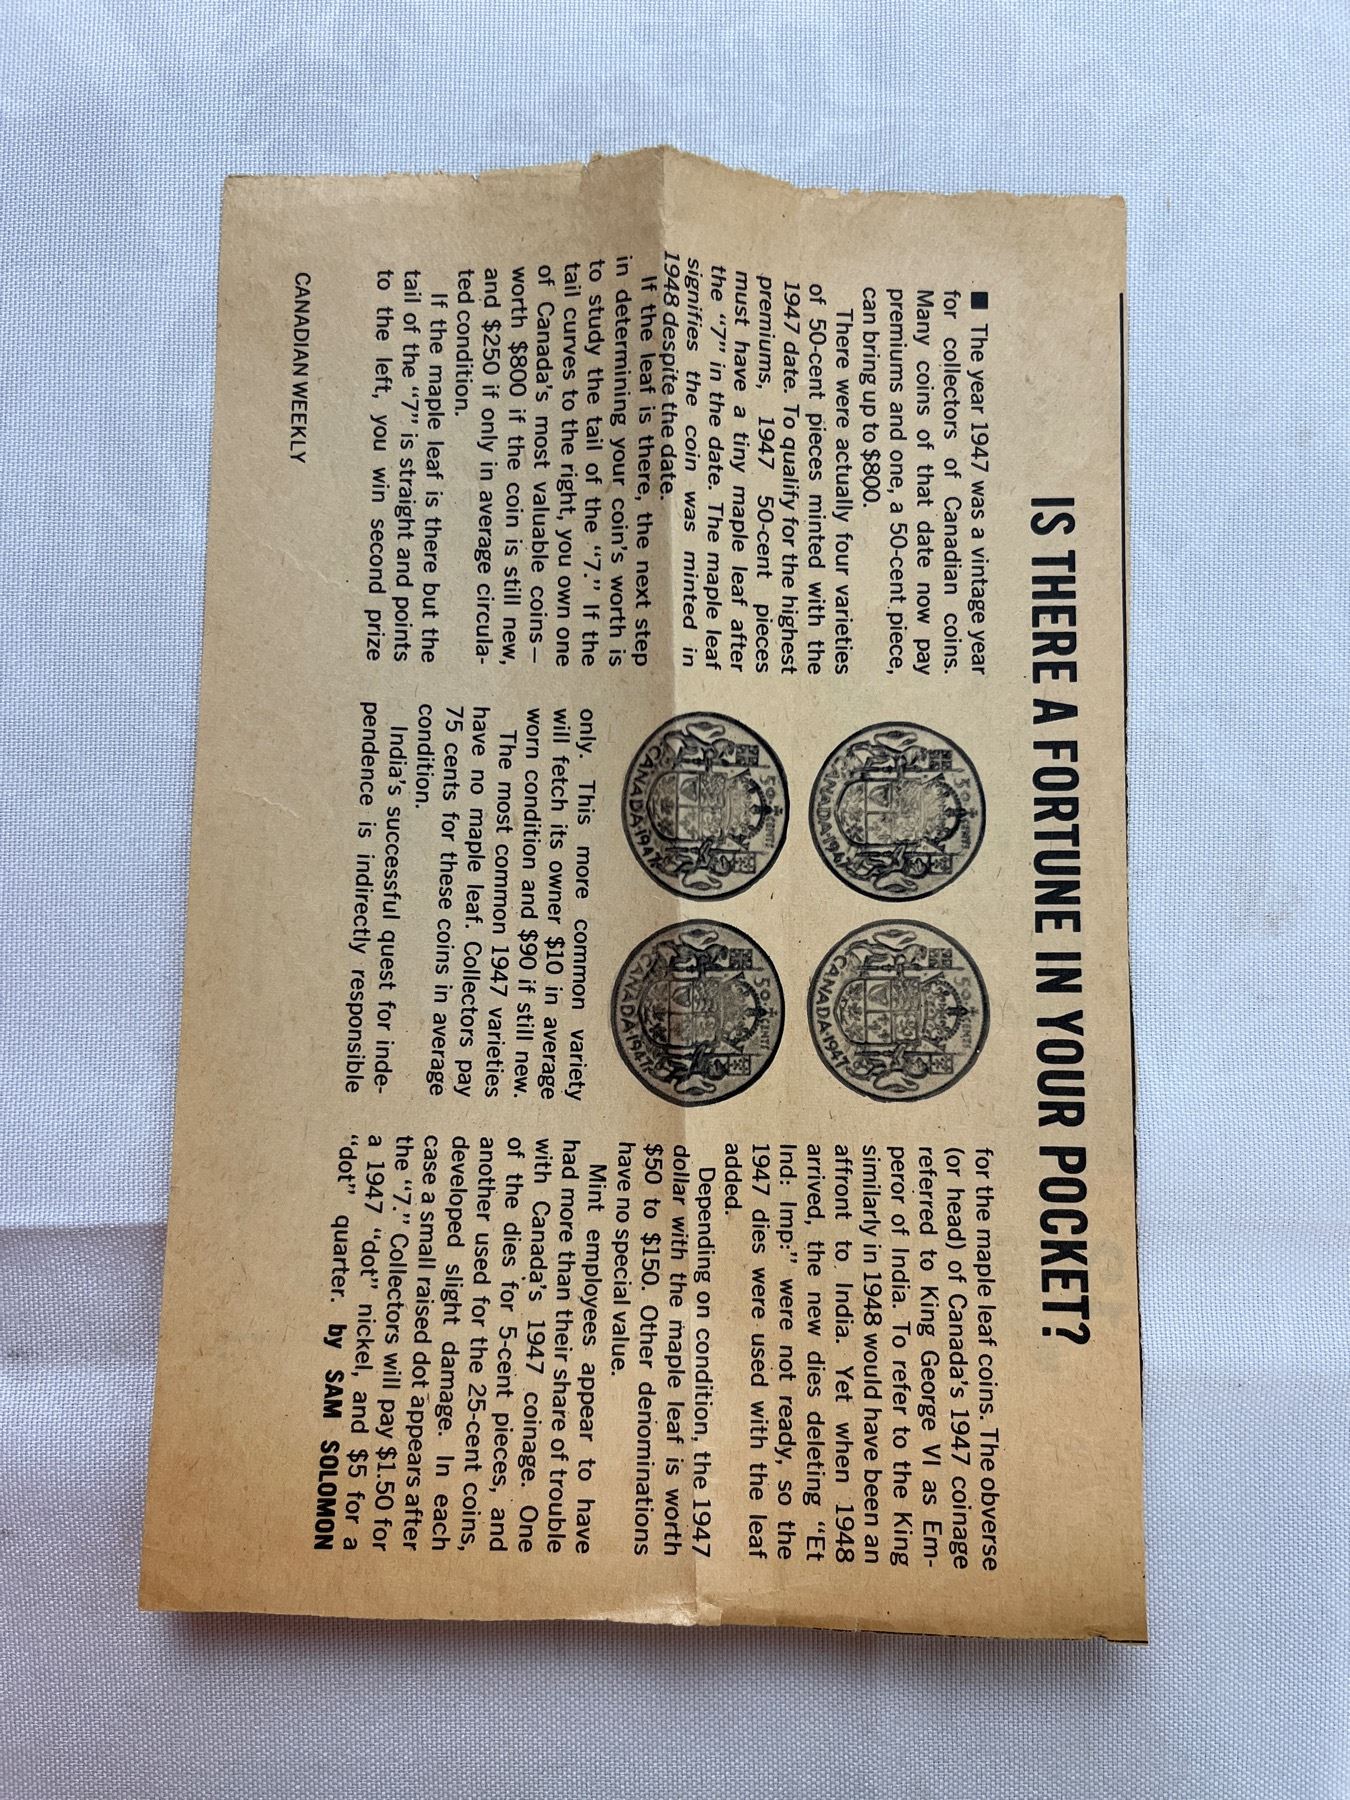 IS THERE A FORTUNE IN YOUR POCKET?
■ The year 1947 was a vintage year
for collectors of Canadian coins.
Many coins of that date now pay
premiums and one, a 50-cent piece,
can bring up to $800.
There were actually four varieties
of 50-cent pieces minted with the
1947 date. To qualify for the highest
premiums, 1947 50-cent pieces
must have a tiny maple leaf after
the “7” in the date. The maple leaf
signifies the coin was minted in
1948 despite the date.
If the leaf is there, the next step
in determining your coin’s worth is
to study the tail of the “7.” If the
tail curves to the right, you own one
of Canada’s most valuable coins—
worth $800 if the coin is still new,
and $250 if only in average circula-
ted condition.
If the maple leaf is there but the
tail of the “7” is straight and points
to the left, you win second prize
CANADIAN WEEKLY
50 CENTS
CANADA 1947
50 CENTS
CANADA 1947
50 CENTS
CANADA 1947
50 CENTS
CANADA 1947
only. This more common variety
will fetch its owner $10 in average
worn condition and $90 if still new.
The most common 1947 varieties
have no maple leaf. Collectors pay
75 cents for these coins in average
condition.
India’s successful quest for inde-
pendence is indirectly responsible
for the maple leaf coins. The obverse
(or head) of Canada’s 1947 coinage
referred to King George VI as Em-
peror of India. To refer to the King
similarly in 1948 would have been an
affront to India. Yet when 1948
arrived, the new dies deleting “Et
Ind: Imp:” were not ready, so the
1947 dies were used with the leaf
added.
Depending on condition, the 1947
dollar with the maple leaf is worth
$50 to $150. Other denominations
have no special value.
Mint employees appear to have
had more than their share of trouble
with Canada’s 1947 coinage. One
of the dies for 5-cent pieces, and
another used for the 25-cent coins,
developed slight damage. In each
case a small raised dot appears after
the “7.” Collectors will pay $1.50 for
a 1947 “dot” nickel, and $5 for a
“dot” quarter. by SAM SOLOMON